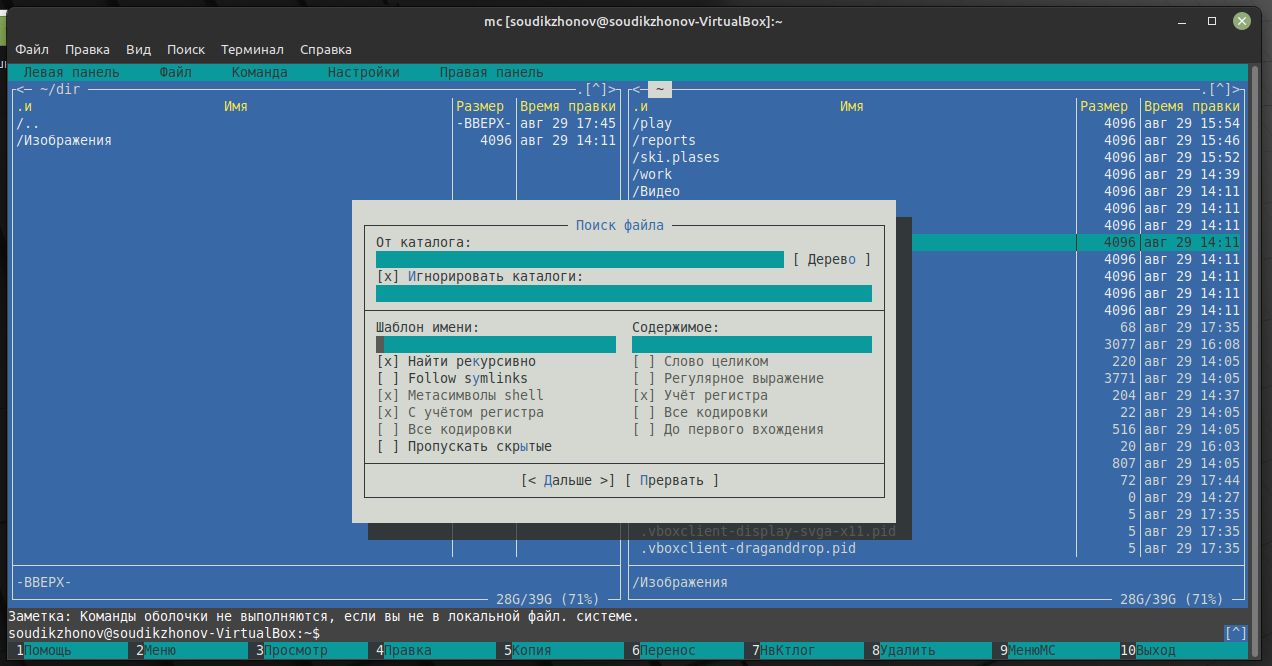 mc [soudikzhonov@soudikzhonov-VirtualBox]:~
Файл Правка Вид Поиск Терминал Справка
Левая панель Файл Команда Настройки Правая панель
<─ ~/dir .[^]> <─ ~ .[^]>
.и Имя Размер Время правки .и Имя Размер Время правки
/.. -ВВЕРХ- авг 29 17:45 /play 4096 авг 29 15:54
/Изображения 4096 авг 29 14:11 /reports 4096 авг 29 15:46
/ski.plases 4096 авг 29 15:52
/work 4096 авг 29 14:39
/Видео 4096 авг 29 14:11
4096 авг 29 14:11
Поиск файла 4096 авг 29 14:11
От каталога: 4096 авг 29 14:11
[ Дерево ] 4096 авг 29 14:11
[x] Игнорировать каталоги: 4096 авг 29 14:11
4096 авг 29 14:11
4096 авг 29 14:11
Шаблон имени: Содержимое: 68 авг 29 17:35
3077 авг 29 16:08
[x] Найти рекурсивно [ ] Слово целиком 220 авг 29 14:05
[ ] Follow symlinks [ ] Регулярное выражение 3771 авг 29 14:05
[x] Метасимволы shell [x] Учёт регистра 204 авг 29 14:37
[x] С учётом регистра [ ] Все кодировки 22 авг 29 14:05
[ ] Все кодировки [ ] До первого вхождения 516 авг 29 14:05
[ ] Пропускать скрытые 20 авг 29 16:03
807 авг 29 14:05
[< Дальше >] [ Прервать ] 72 авг 29 17:44
0 авг 29 14:27
5 авг 29 17:35
.vboxclient-display-svga-x11.pid 5 авг 29 17:35
.vboxclient-draganddrop.pid 5 авг 29 17:35
-ВВЕРХ- /Изображения
28G/39G (71%) 28G/39G (71%)
Заметка: Команды оболочки не выполняются, если вы не в локальной файл. системе.
soudikzhonov@soudikzhonov-VirtualBox:~$ [^]
1Помощь 2Меню 3Просмотр 4Правка 5Копия 6Перенос 7НвКтлог 8Удалить 9МенюMC 10Выход